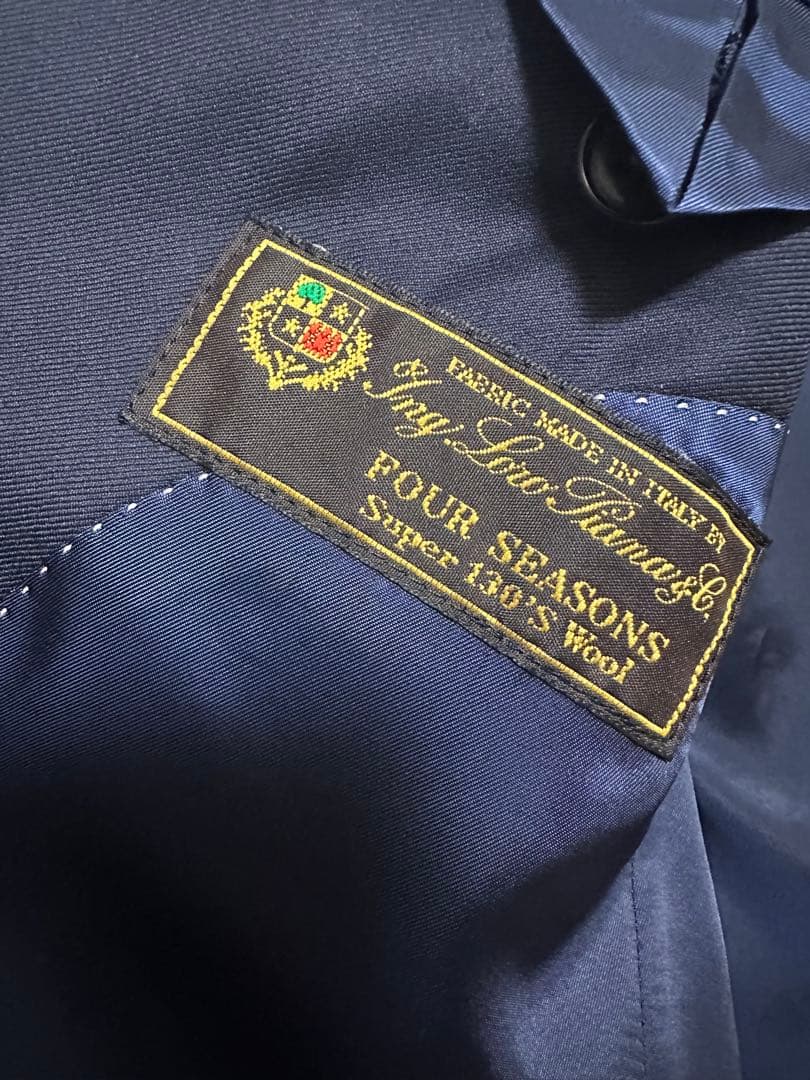 FABRIC MADE IN ITALY BY
Ing. Loro Piana & C.
FOUR SEASONS
Super 130'S Wool